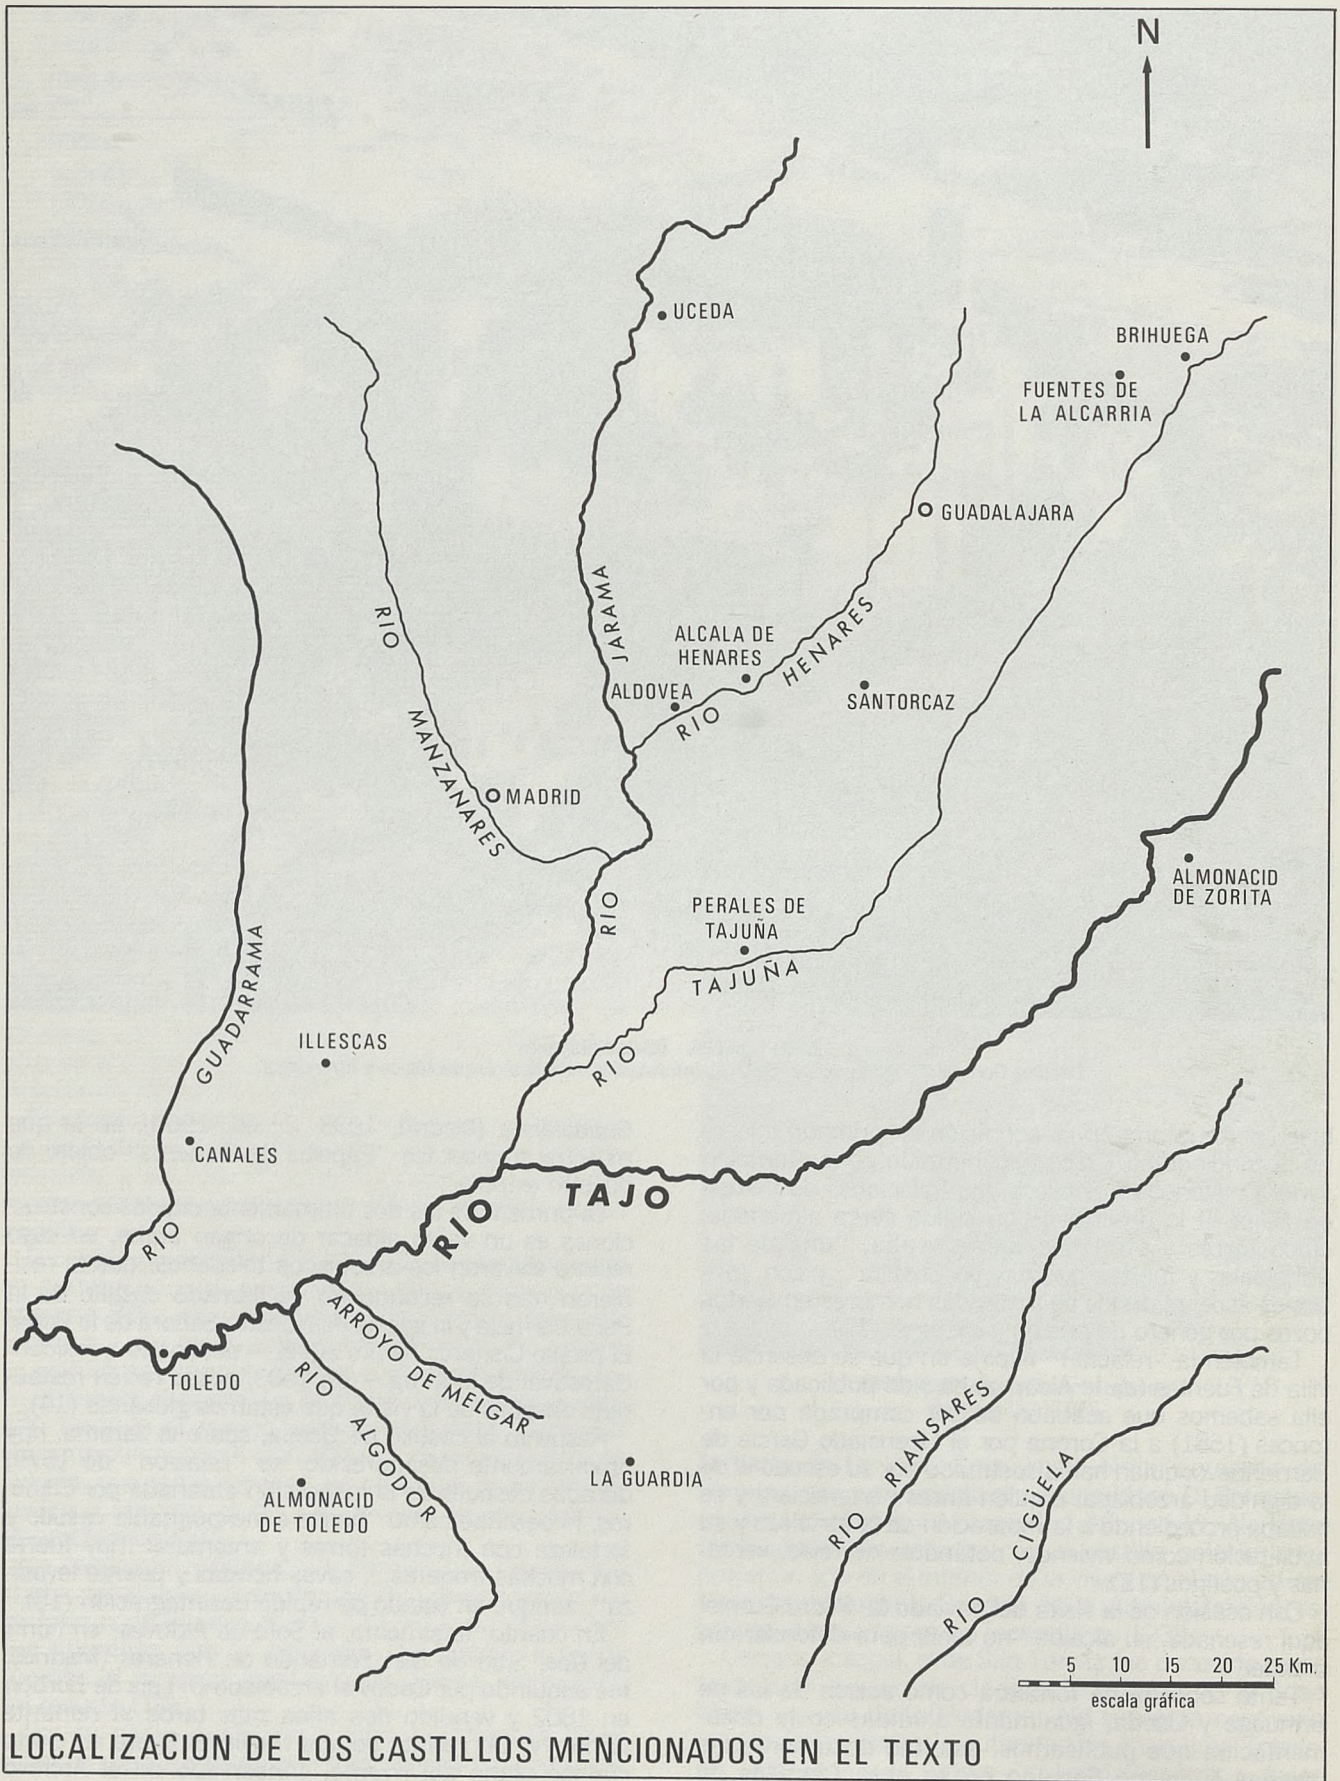 N
UCEDA
BRIHUEGA
FUENTES DE
LA ALCARRIA
GUADALAJARA
JARAMA
RIO
ALCALA DE
HENARES
HENARES
ALDOVEA
RIO
SANTORCAZ
MANZANARES
MADRID
ALMONACID
DE ZORITA
RIO
PERALES DE
TAJUÑA
TAJUÑA
GUADARRAMA
ILLESCAS
RIO
CANALES
RIO
RIO TAJO
ARROYO DE MELGAR
TOLEDO
RIO ALGODOR
ALMONACID
DE TOLEDO
LA GUARDIA
RIO RIANSARES
RIO CIGÜELA
5 10 15 20 25 Km.
escala gráfica
LOCALIZACION DE LOS CASTILLOS MENCIONADOS EN EL TEXTO